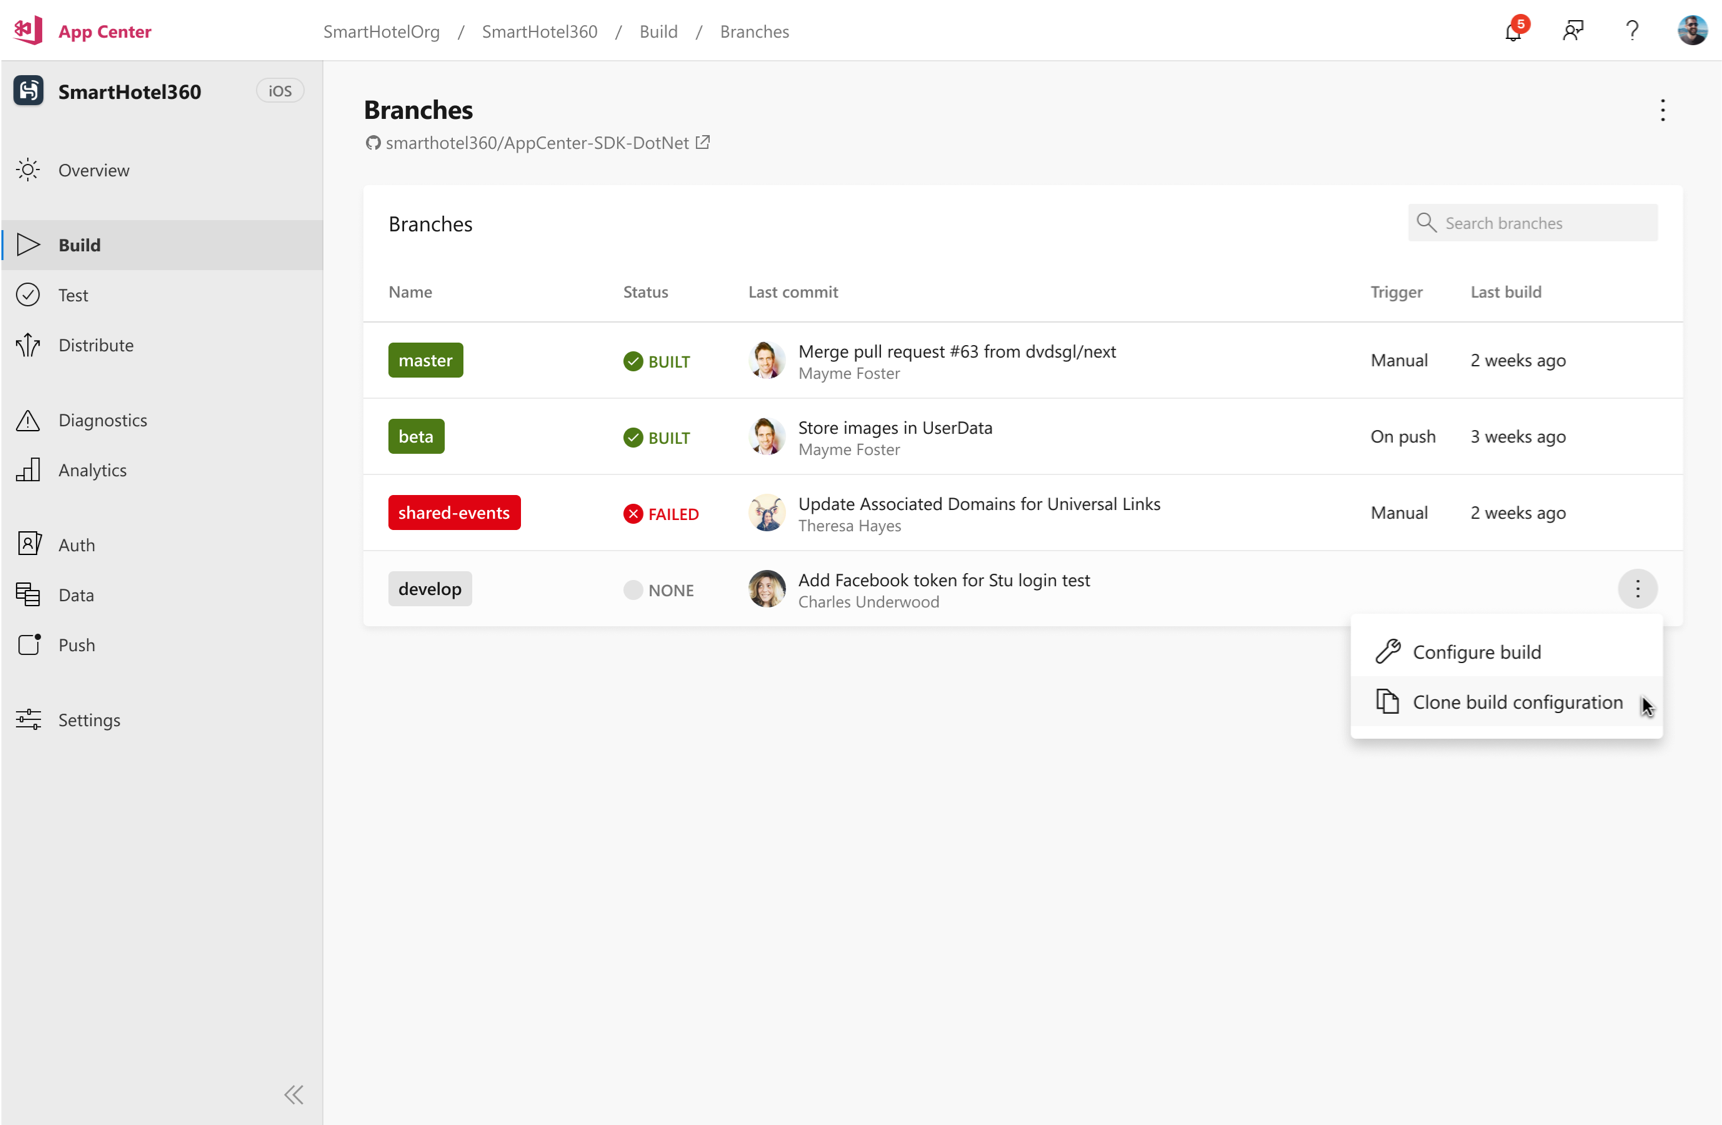 App Center
SmartHotelOrg / SmartHotel360 / Build / Branches
5
SmartHotel360
iOS
Overview
Build
Test
Distribute
Diagnostics
Analytics
Auth
Data
Push
Settings
Branches
smarthotel360/AppCenter-SDK-DotNet
Branches
Search branches
Name Status Last commit Trigger Last build
master BUILT Merge pull request #63 from dvdsgl/next Manual 2 weeks ago
Mayme Foster
beta BUILT Store images in UserData On push 3 weeks ago
Mayme Foster
shared-events FAILED Update Associated Domains for Universal Links Manual 2 weeks ago
Theresa Hayes
develop NONE Add Facebook token for Stu login test
Charles Underwood
Configure build
Clone build configuration